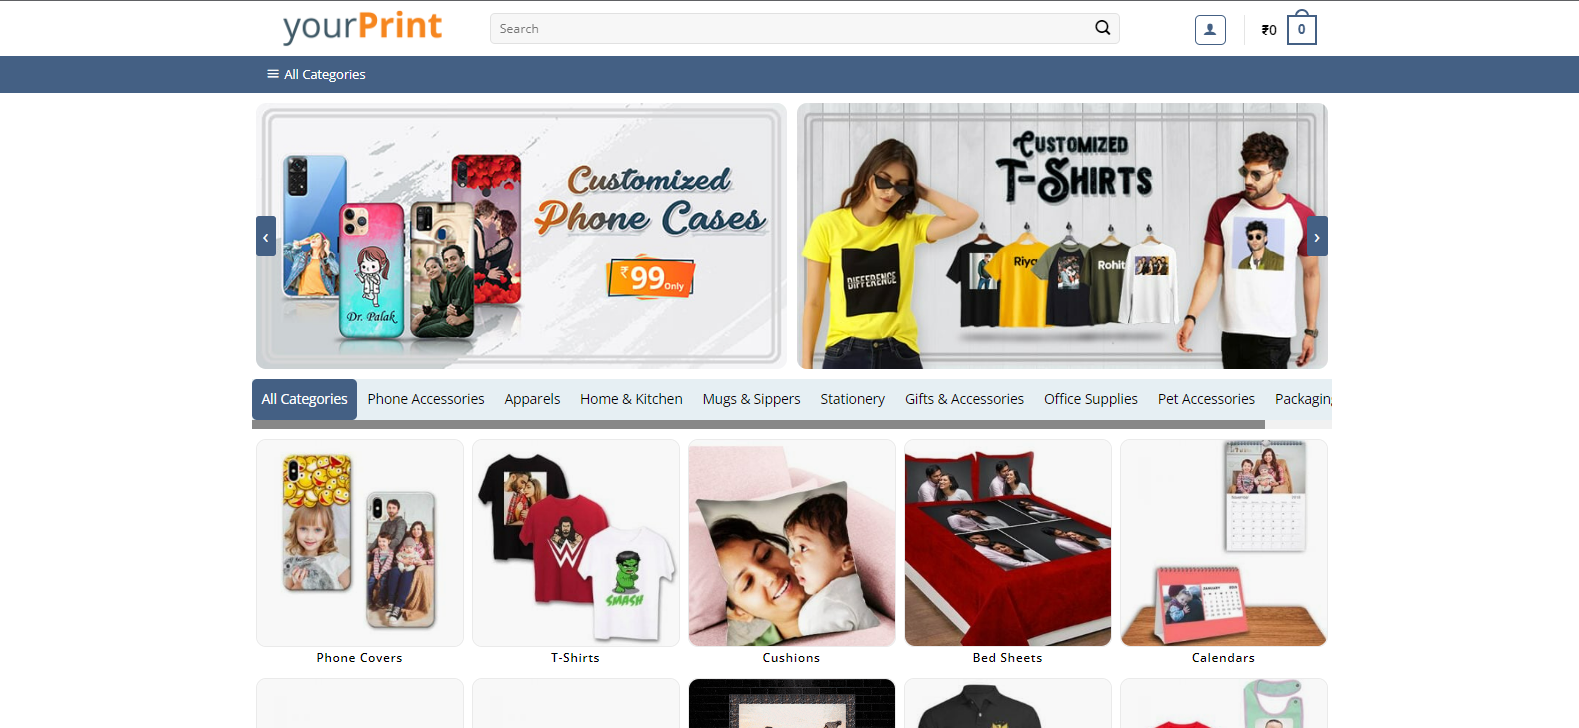 yourPrint
Search
₹0
0
All Categories
Customized
Phone Cases
₹99 Only
Dr. Palak
Customized
T-Shirts
DIFFERENCE
Riya
Rohit
All Categories
Phone Accessories
Apparels
Home & Kitchen
Mugs & Sippers
Stationery
Gifts & Accessories
Office Supplies
Pet Accessories
Packaging
SMASH
JANUARY
Phone Covers
T-Shirts
Cushions
Bed Sheets
Calendars